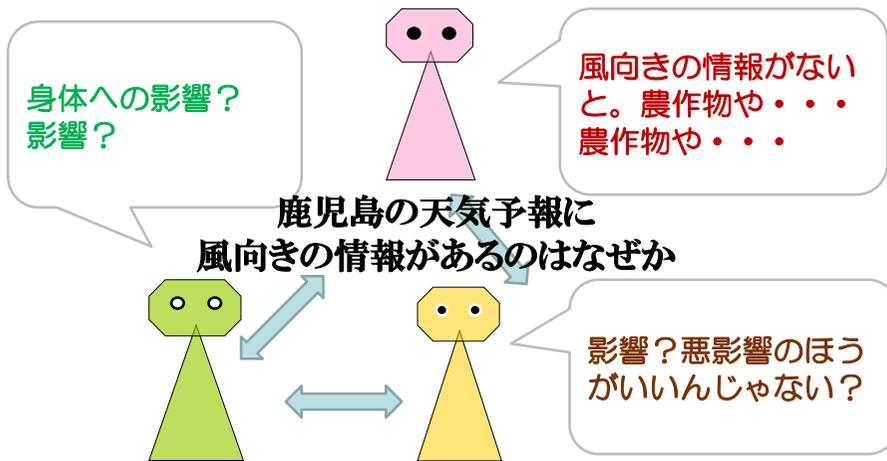 身体への影響？
影響？
風向きの情報がない
と。農作物や・・・
農作物や・・・
鹿児島の天気予報に
風向きの情報があるのはなぜか
影響？悪影響のほう
がいいんじゃない？